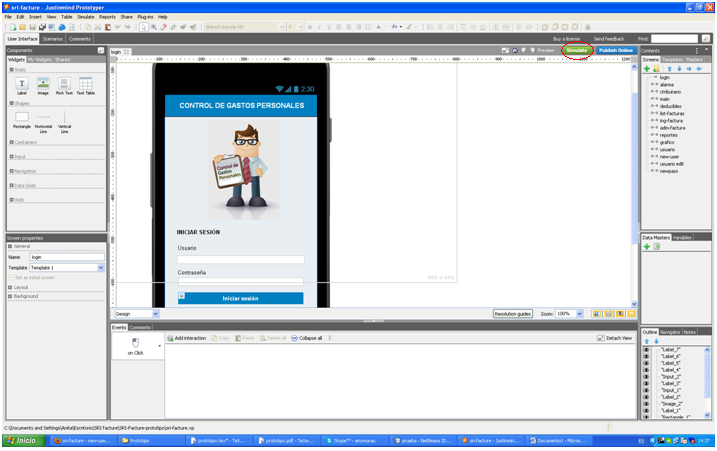 sri-facture - Justinmind Prototyper
File Edit Insert View Table Simulate Reports Share Plug-ins Help
Arial Unicode MS
User Interface Scenarios Comments
Buy a license Send Feedback Find:
Components
Widgets My Widgets Shared
Static
Label Image Rich Text Text Table
Shapes
Rectangle Horizontal Line Vertical Line
Containers
Input
Navigation
Data Grids
Web
Screen properties
General
Name login
Template Template 1
Set as initial screen
Layout
Background
login
Preview Simulate Publish Online
2:30
CONTROL DE GASTOS PERSONALES
Control de
Gastos
Personales
INICIAR SESIÓN
Usuario
Contraseña
Iniciar sesión
Design
Resolution guides Zoom: 100%
Events Comments
on Click
Add interaction Copy Paste Delete all Collapse all
Detach View
Contents
Screens Templates Masters
login
alarma
ctributario
main
deducibles
list-facturas
ing-factura
adm-factura
reportes
grafico
usuario
new-user
usuario edit
newpass
Data Masters Variables
Outline Navigator Notes
"Label_7"
"Label_6"
"Label_5"
"Label_4"
"Input_2"
"Label_3"
"Input_1"
"Label_2"
"Image_2"
"Label_1"
"Rectangle_1"
C:\Documents and Settings\Anita\Escritorio\SRI Facture\SRI-Facture-prototipo\sri-facture.vp
Inicio
sri-facture - new-use...
Prototipo
prototipo.tex* - TeXw...
prototipo.pdf - TeXw...
Skype™ - anymorao
prueba - NetBeans ID...
sri-facture - Justinmin...
Documento1 - Micros...
ES
14:37